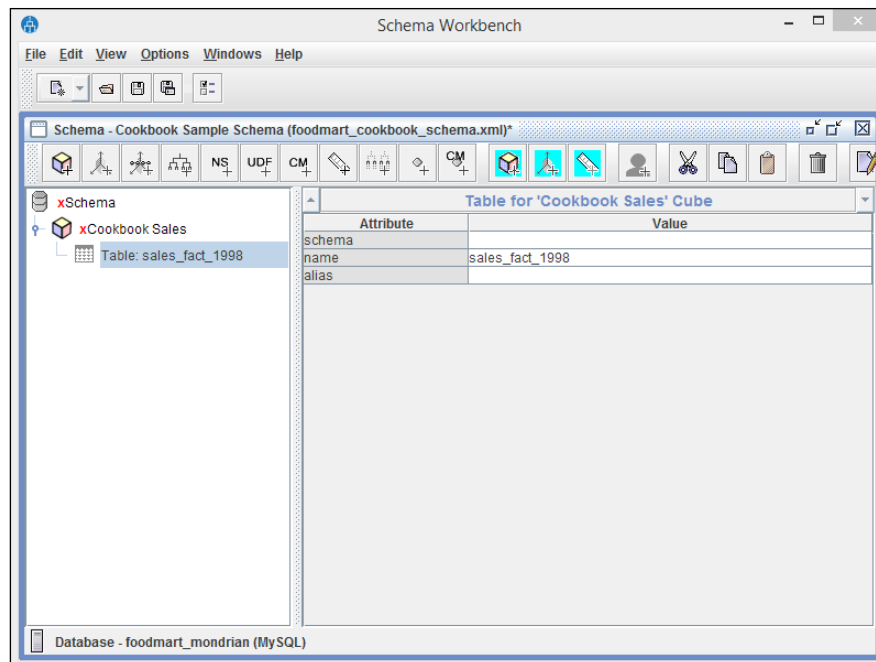 Schema Workbench
File Edit View Options Windows Help
Schema - Cookbook Sample Schema (foodmart_cookbook_schema.xml)*
NS UDF CM CM
xSchema
xCookbook Sales
Table: sales_fact_1998
Table for 'Cookbook Sales' Cube
Attribute Value
schema
name sales_fact_1998
alias
Database - foodmart_mondrian (MySQL)